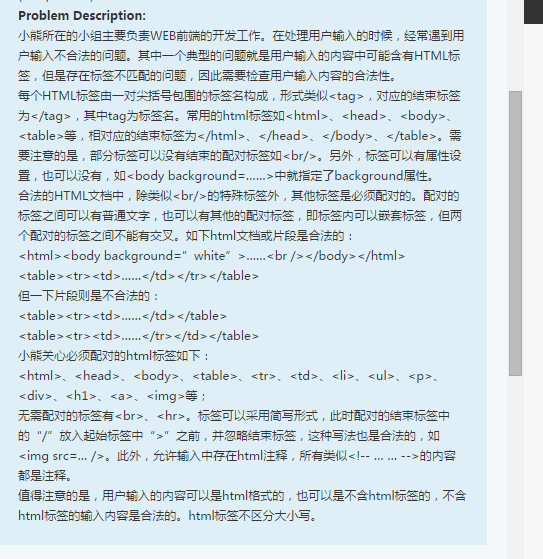 Problem Description:
小熊所在的小组主要负责WEB前端的开发工作。在处理用户输入的时候，经常遇到用
户输入不合法的问题。其中一个典型的问题就是用户输入的内容中可能含有HTML标
签，但是存在标签不匹配的问题，因此需要检查用户输入内容的合法性。
每个HTML标签由一对尖括号包围的标签名构成，形式类似<tag>，对应的结束标签
为</tag>，其中tag为标签名。常用的html标签如<html>、<head>、<body>、
<table>等，相对应的结束标签为</html>、</head>、</body>、</table>。需
要注意的是，部分标签可以没有结束的配对标签如<br/>。另外，标签可以有属性设
置，也可以没有，如<body background=……>中就指定了background属性。
合法的HTML文档中，除类似<br/>的特殊标签外，其他标签是必须配对的。配对的
标签之间可以有普通文字，也可以有其他的配对标签，即标签内可以嵌套标签，但两
个配对的标签之间不能有交叉。如下html文档或片段是合法的：
<html><body background=”white”>……<br /></body></html>
<table><tr><td>……</td></tr></table>
但一下片段则是不合法的：
<table><tr><td>……</td></table>
<table><tr><td>……</tr></td></table>
小熊关心必须配对的html标签如下：
<html>、<head>、<body>、<table>、<tr>、<td>、<li>、<ul>、<p>、
<div>、<h1>、<a>、<img>等；
无需配对的标签有<br>、<hr>。标签可以采用简写形式，此时配对的结束标签中
的“/”放入起始标签中“>”之前，并忽略结束标签，这种写法也是合法的，如
<img src=… />。此外，允许输入中存在html注释，所有类似<!-- … … -->的内容
都是注释。
值得注意的是，用户输入的内容可以是html格式的，也可以是不含html标签的，不含
html标签的输入内容是合法的。html标签不区分大小写。